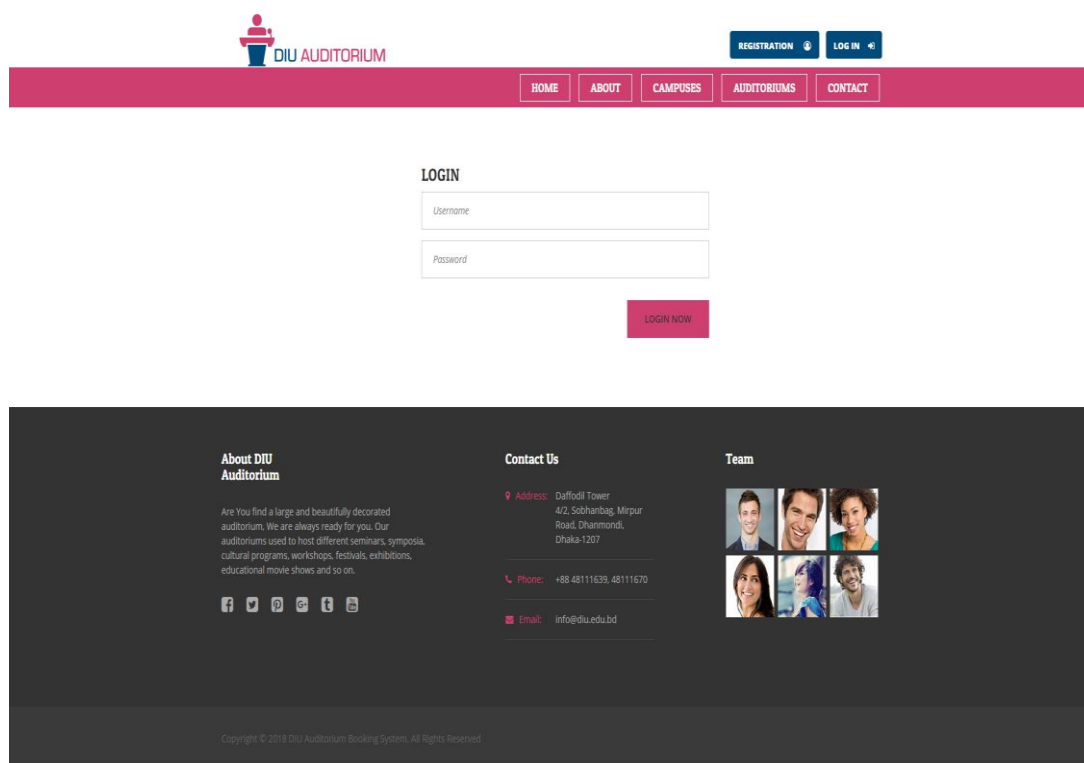 DIU AUDITORIUM
REGISTRATION
LOG IN
HOME
ABOUT
CAMPUSES
AUDITORIUMS
CONTACT
LOGIN
Username
Password
LOGIN NOW
About DIU
Auditorium
Are You find a large and beautifully decorated
auditorium, We are always ready for you. Our
auditoriums used to host different seminars, symposia,
cultural programs, workshops, festivals, exhibitions,
educational movie shows and so on.
Contact Us
Address: Daffodil Tower
4/2, Sobhanbag, Mirpur
Road, Dhanmondi,
Dhaka-1207
Phone: +88 48111639, 48111670
Email: info@diu.edu.bd
Team
Copyright © 2018 DIU Auditorium Booking System. All Rights Reserved